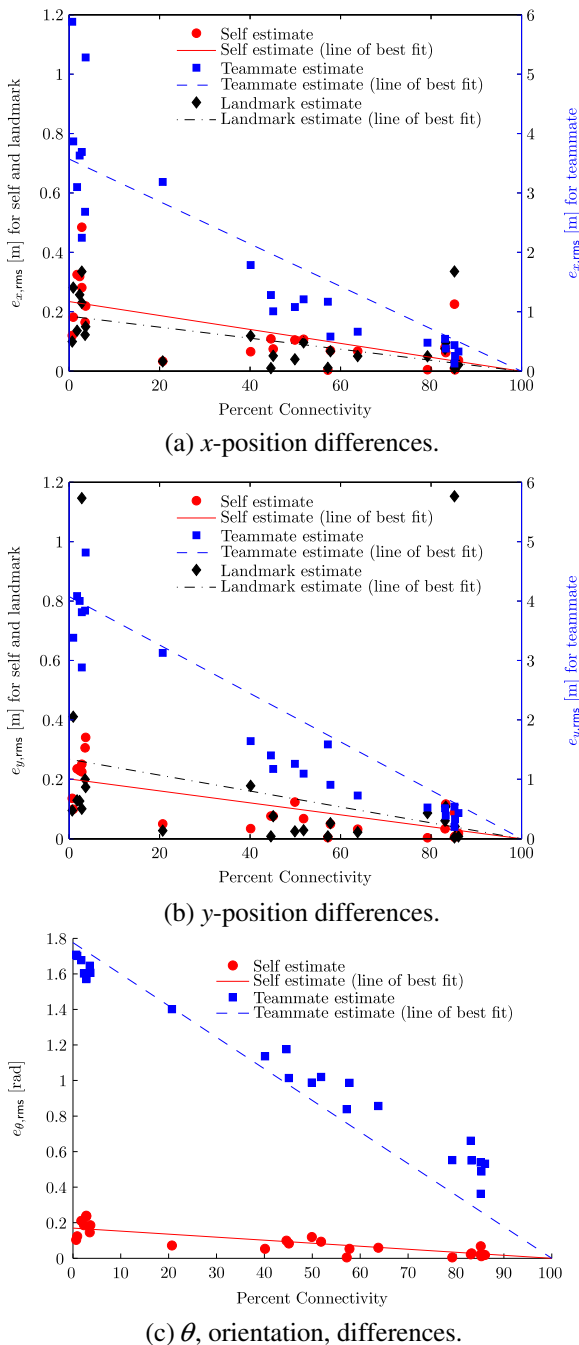 Self estimate
Self estimate (line of best fit)
Teammate estimate
Teammate estimate (line of best fit)
Landmark estimate
Landmark estimate (line of best fit)
1.2
1
0.8
0.6
0.4
0.2
0
6
5
4
3
2
1
0
e_x,rms [m] for self and landmark
e_x,rms [m] for teammate
0 20 40 60 80 100
Percent Connectivity
(a) x-position differences.
Self estimate
Self estimate (line of best fit)
Teammate estimate
Teammate estimate (line of best fit)
Landmark estimate
Landmark estimate (line of best fit)
1.2
1
0.8
0.6
0.4
0.2
0
6
5
4
3
2
1
0
e_y,rms [m] for self and landmark
e_y,rms [m] for teammate
0 20 40 60 80 100
Percent Connectivity
(b) y-position differences.
Self estimate
Self estimate (line of best fit)
Teammate estimate
Teammate estimate (line of best fit)
1.8
1.6
1.4
1.2
1
0.8
0.6
0.4
0.2
0
e_θ,rms [rad]
0 10 20 30 40 50 60 70 80 90 100
Percent Connectivity
(c) θ, orientation, differences.